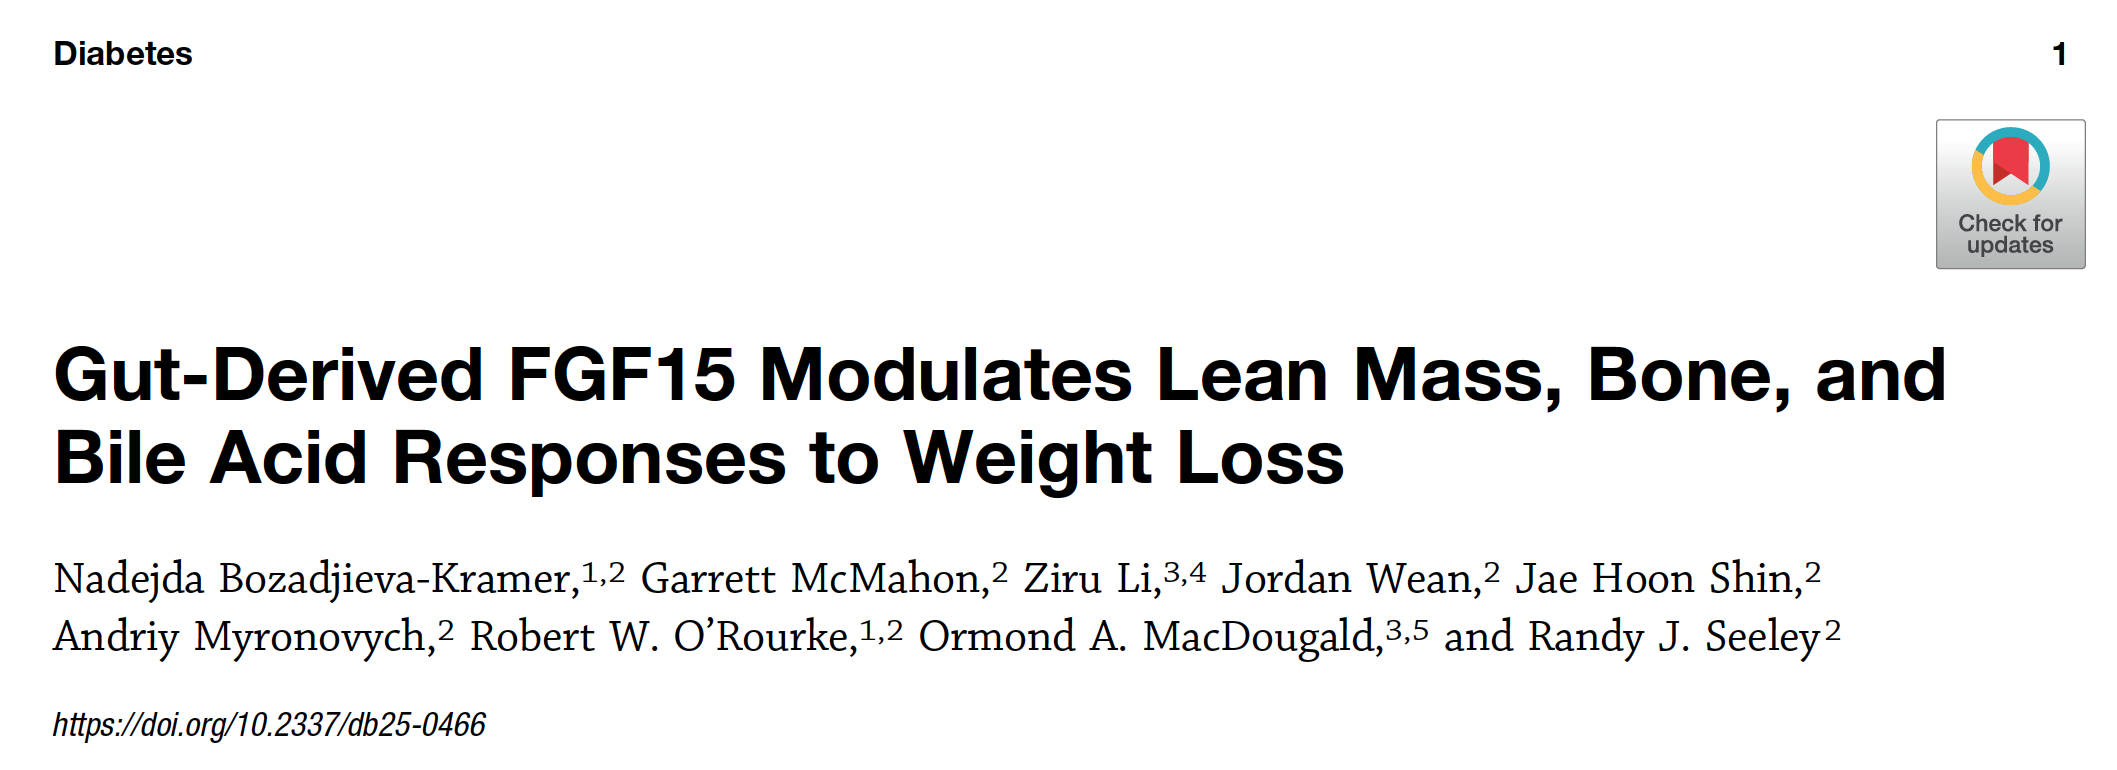 Diabetes 1
Check for
updates
Gut-Derived FGF15 Modulates Lean Mass, Bone, and
Bile Acid Responses to Weight Loss
Nadejda Bozadjieva-Kramer,1,2 Garrett McMahon,2 Ziru Li,3,4 Jordan Wean,2 Jae Hoon Shin,2
Andriy Myronovych,2 Robert W. O’Rourke,1,2 Ormond A. MacDougald,3,5 and Randy J. Seeley2
https://doi.org/10.2337/db25-0466